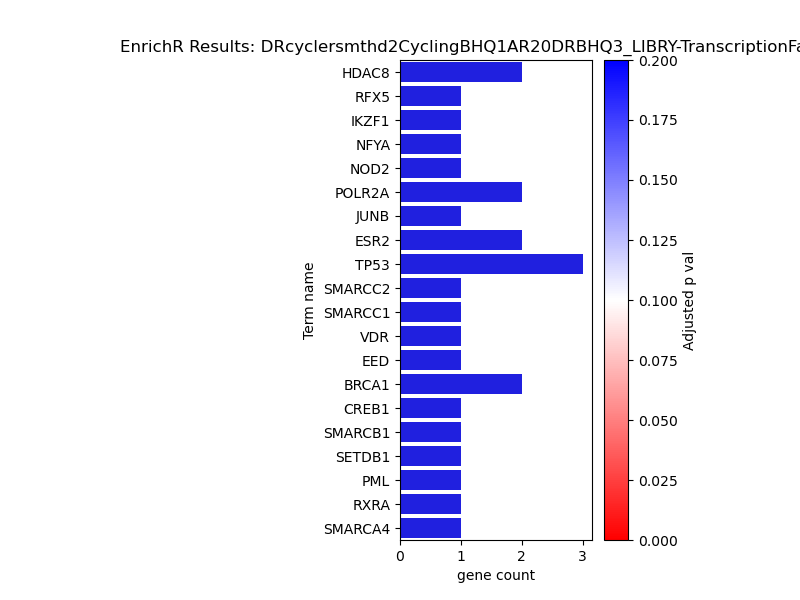 EnrichR Results: DRcyclersmthd2CyclingBHQ1AR20DRBHQ3_LIBRY-TranscriptionFa
HDAC8
RFX5
IKZF1
NFYA
NOD2
POLR2A
JUNB
ESR2
TP53
SMARCC2
SMARCC1
VDR
EED
BRCA1
CREB1
SMARCB1
SETDB1
PML
RXRA
SMARCA4
Term name
0 1 2 3
gene count
0.200
0.175
0.150
0.125
0.100
0.075
0.050
0.025
0.000
Adjusted p val